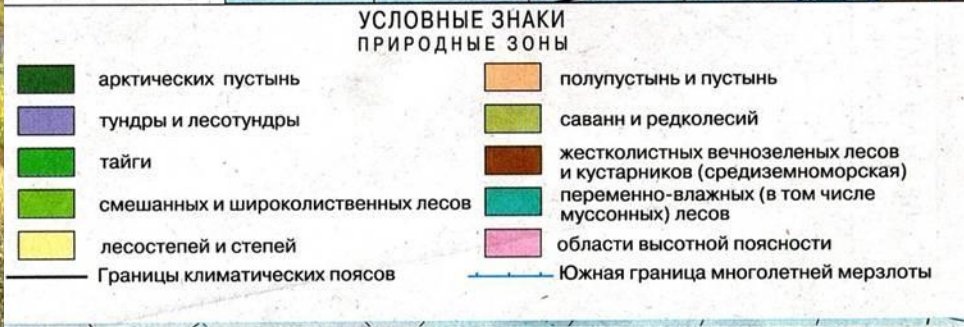 УСЛОВНЫЕ ЗНАКИ
ПРИРОДНЫЕ ЗОНЫ
арктических пустынь
тундры и лесотундры
тайги
смешанных и широколиственных лесов
лесостепей и степей
Границы климатических поясов
полупустынь и пустынь
саванн и редколесий
жестколистных вечнозеленых лесов
и кустарников (средиземноморская)
переменно-влажных (в том числе
муссонных) лесов
области высотной поясности
Южная граница многолетней мерзлоты